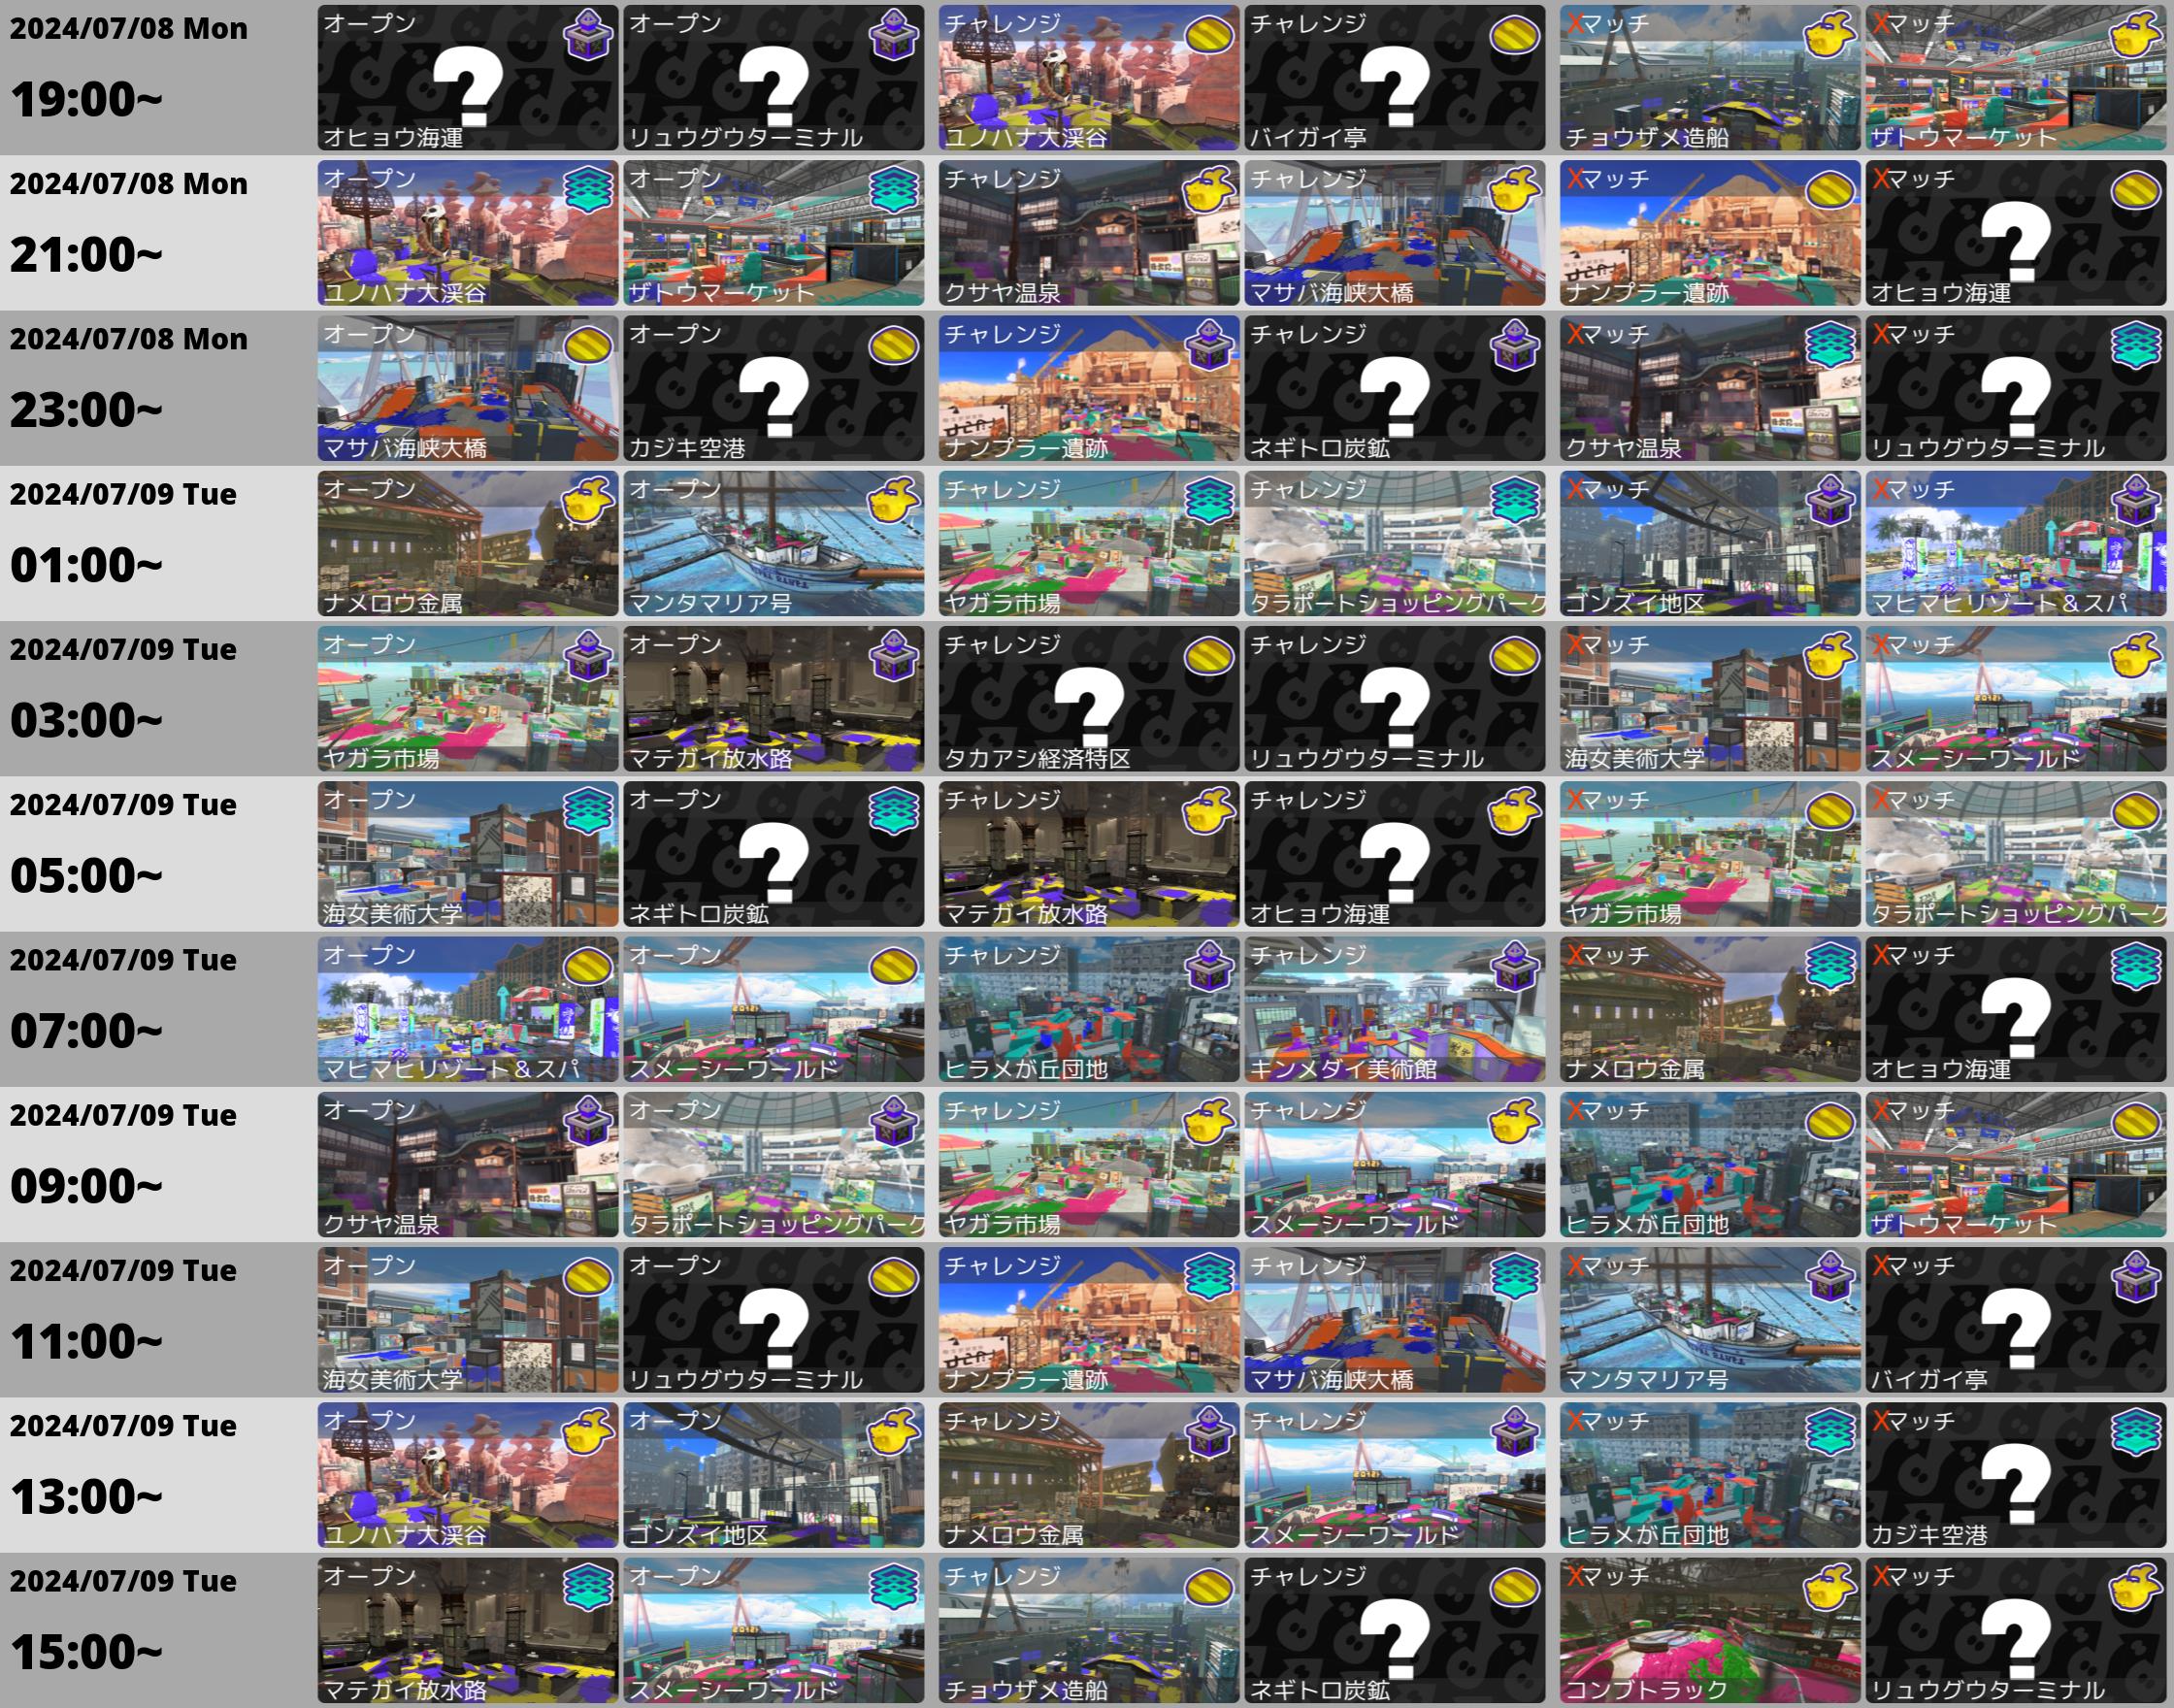 2024/07/08 Mon
19:00~
オープン
オヒョウ海運
オープン
リュウグウターミナル
チャレンジ
ユノハナ大渓谷
チャレンジ
バイガイ亭
Xマッチ
チョウザメ造船
Xマッチ
ザトウマーケット
2024/07/08 Mon
21:00~
オープン
ユノハナ大渓谷
オープン
ザトウマーケット
チャレンジ
クサヤ温泉
チャレンジ
マサバ海峡大橋
Xマッチ
ナンプラー遺跡
Xマッチ
オヒョウ海運
2024/07/08 Mon
23:00~
オープン
マサバ海峡大橋
オープン
カジキ空港
チャレンジ
ナンプラー遺跡
チャレンジ
ネギトロ炭鉱
Xマッチ
クサヤ温泉
Xマッチ
リュウグウターミナル
2024/07/09 Tue
01:00~
オープン
ナメロウ金属
オープン
マンタマリア号
チャレンジ
ヤガラ市場
チャレンジ
タラポートショッピングパーク
Xマッチ
ゴンズイ地区
Xマッチ
マヒマヒリゾート＆スパ
2024/07/09 Tue
03:00~
オープン
ヤガラ市場
オープン
マテガイ放水路
チャレンジ
タカアシ経済特区
チャレンジ
リュウグウターミナル
Xマッチ
海女美術大学
Xマッチ
スメーシーワールド
2024/07/09 Tue
05:00~
オープン
海女美術大学
オープン
ネギトロ炭鉱
チャレンジ
マテガイ放水路
チャレンジ
オヒョウ海運
Xマッチ
ヤガラ市場
Xマッチ
タラポートショッピングパーク
2024/07/09 Tue
07:00~
オープン
マヒマヒリゾート＆スパ
オープン
スメーシーワールド
チャレンジ
ヒラメが丘団地
チャレンジ
キンメダイ美術館
Xマッチ
ナメロウ金属
Xマッチ
オヒョウ海運
2024/07/09 Tue
09:00~
オープン
クサヤ温泉
オープン
タラポートショッピングパーク
チャレンジ
ヤガラ市場
チャレンジ
スメーシーワールド
Xマッチ
ヒラメが丘団地
Xマッチ
ザトウマーケット
2024/07/09 Tue
11:00~
オープン
海女美術大学
オープン
リュウグウターミナル
チャレンジ
ナンプラー遺跡
チャレンジ
マサバ海峡大橋
Xマッチ
マンタマリア号
Xマッチ
バイガイ亭
2024/07/09 Tue
13:00~
オープン
ユノハナ大渓谷
オープン
ゴンズイ地区
チャレンジ
ナメロウ金属
チャレンジ
スメーシーワールド
Xマッチ
ヒラメが丘団地
Xマッチ
カジキ空港
2024/07/09 Tue
15:00~
オープン
マテガイ放水路
オープン
スメーシーワールド
チャレンジ
チョウザメ造船
チャレンジ
ネギトロ炭鉱
Xマッチ
コンブトラック
Xマッチ
リュウグウターミナル